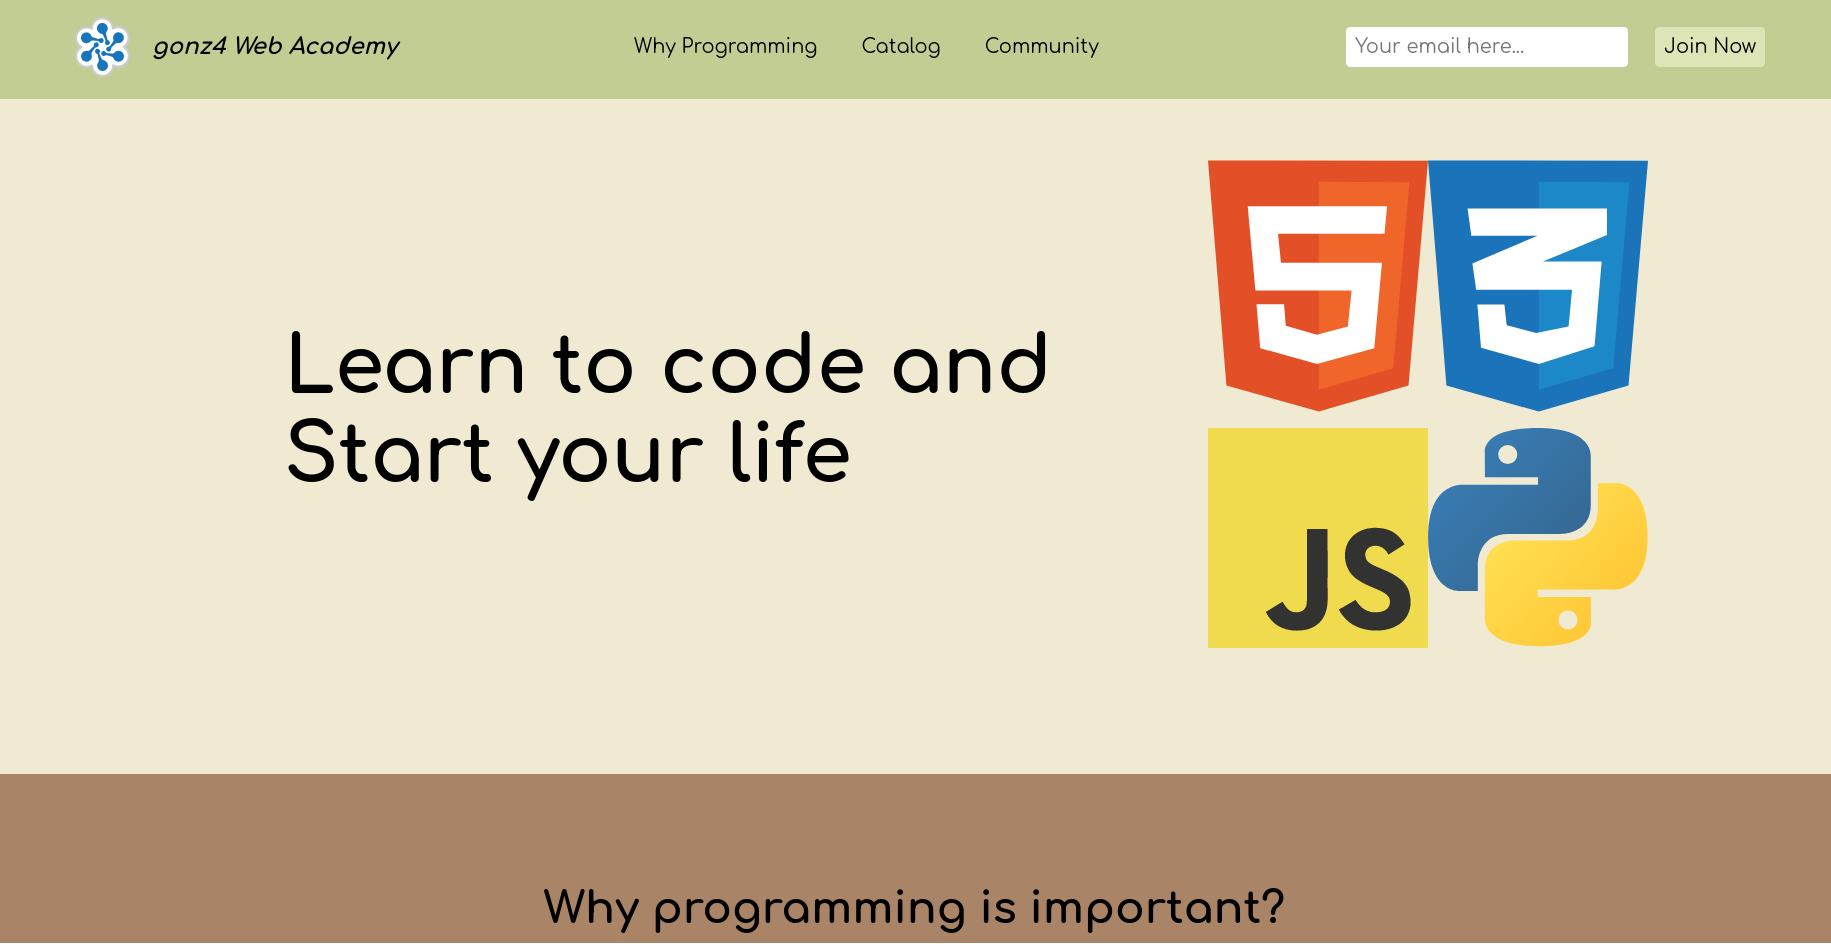 gonz4 Web Academy
Why Programming
Catalog
Community
Your email here...
Join Now
Learn to code and
Start your life
5
3
JS
Why programming is important?